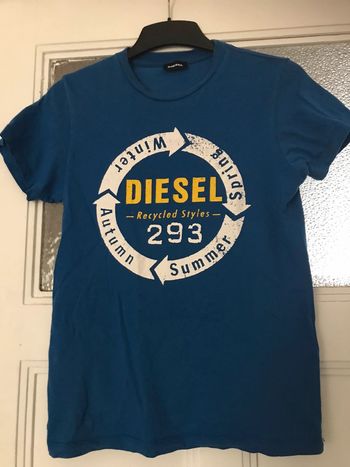 Winter
Spring
DIESEL
- Recycled Styles -
293
Autumn
Summer